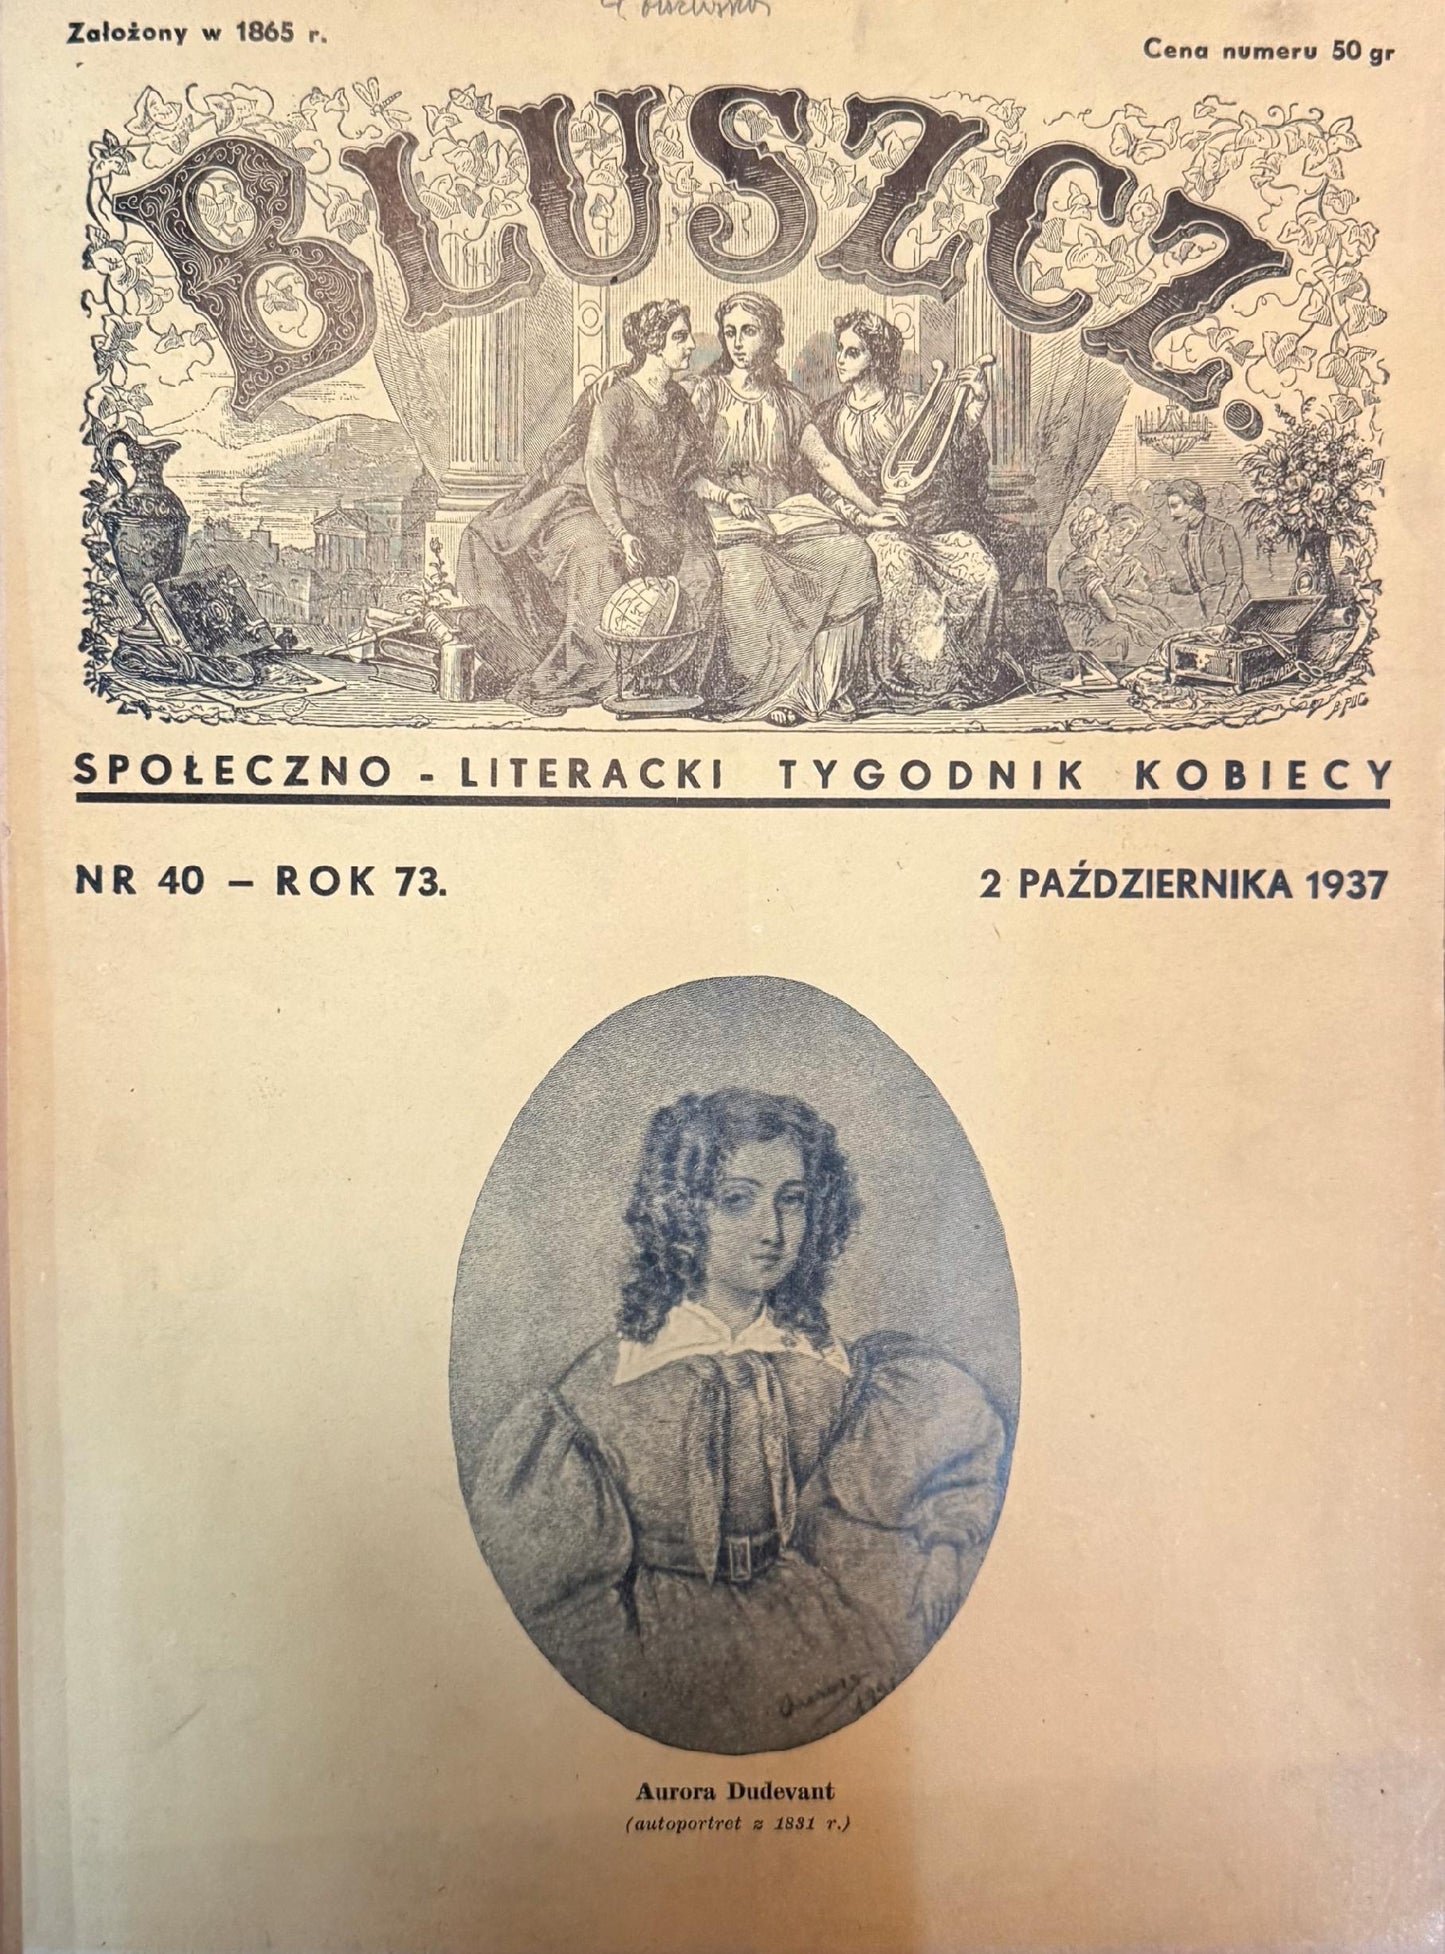 Założony w 1865 r.
Cena numeru 50 gr
BLUSZCZ.
SPOŁECZNO - LITERACKI TYGODNIK KOBIECY
NR 40 – ROK 73.
2 PAŹDZIERNIKA 1937
Aurora Dudevant
(autoportret z 1831 r.)